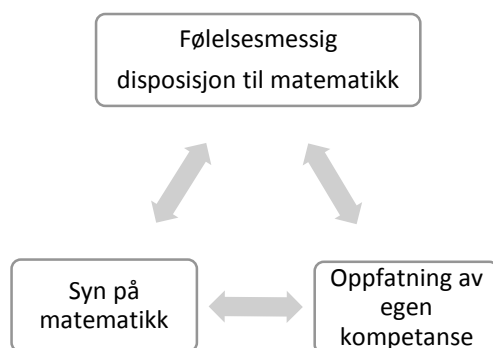 Følelsesmessig
disposisjon til matematikk
Syn på
matematikk
Oppfatning av
egen
kompetanse